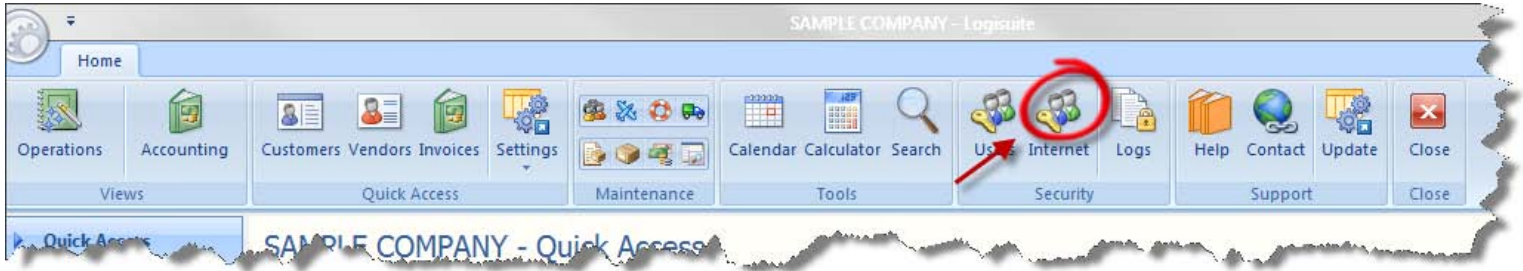 SAMPLE COMPANY - Logisuite
Home
Operations Accounting Customers Vendors Invoices Settings Calendar Calculator Search Users Internet Logs Help Contact Update Close
Views Quick Access Maintenance Tools Security Support Close
Quick Access
SAMPLE COMPANY - Quick Access